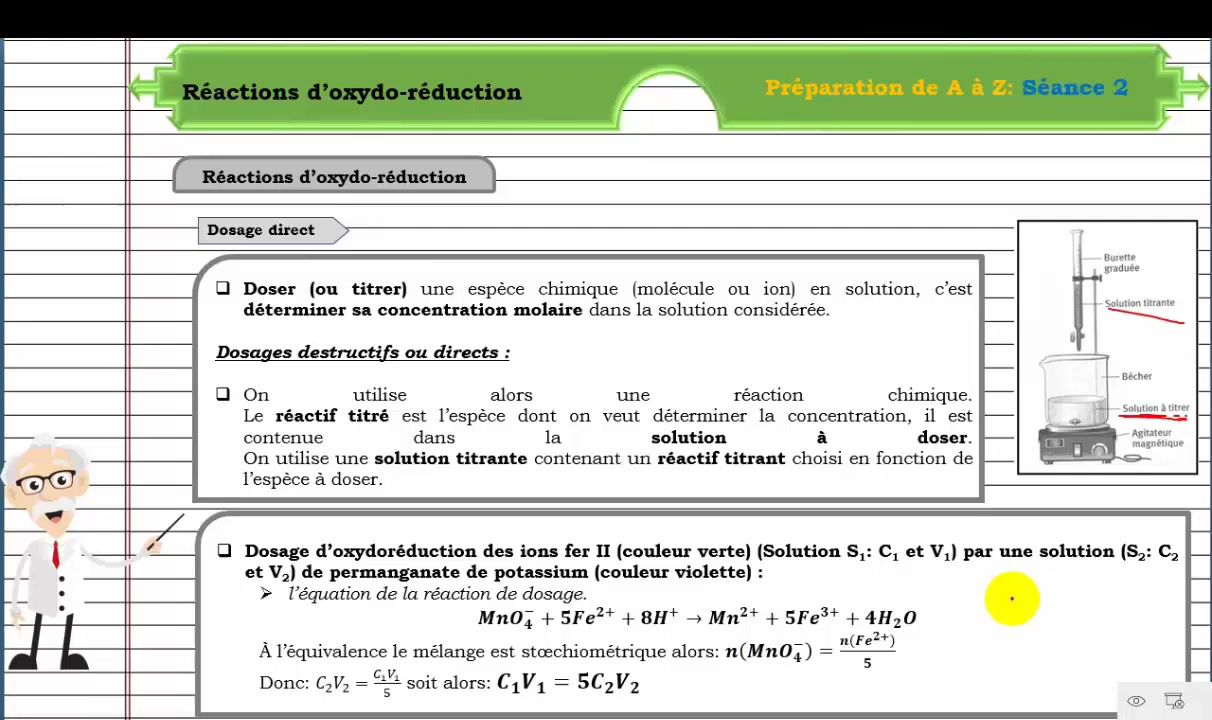 Réactions d’oxydo-réduction
Préparation de A à Z: Séance 2
Réactions d’oxydo-réduction
Dosage direct
❑ Doser (ou titrer) une espèce chimique (molécule ou ion) en solution, c’est
déterminer sa concentration molaire dans la solution considérée.
Dosages destructifs ou directs :
❑ On utilise alors une réaction chimique.
Le réactif titré est l’espèce dont on veut déterminer la concentration, il est
contenue dans la solution à doser.
On utilise une solution titrante contenant un réactif titrant choisi en fonction de
l’espèce à doser.
Burette
graduée
Solution titrante
Bécher
Solution à titrer
Agitateur
magnétique
❑ Dosage d’oxydoréduction des ions fer II (couleur verte) (Solution S₁: C₁ et V₁) par une solution (S₂: C₂
et V₂) de permanganate de potassium (couleur violette) :
➢ l’équation de la réaction de dosage.
MnO₄⁻ + 5Fe²⁺ + 8H⁺ → Mn²⁺ + 5Fe³⁺ + 4H₂O
À l’équivalence le mélange est stœchiométrique alors: n(MnO₄⁻) = n(Fe²⁺)/5
Donc: C₂V₂ = C₁V₁/5 soit alors: C₁V₁ = 5C₂V₂